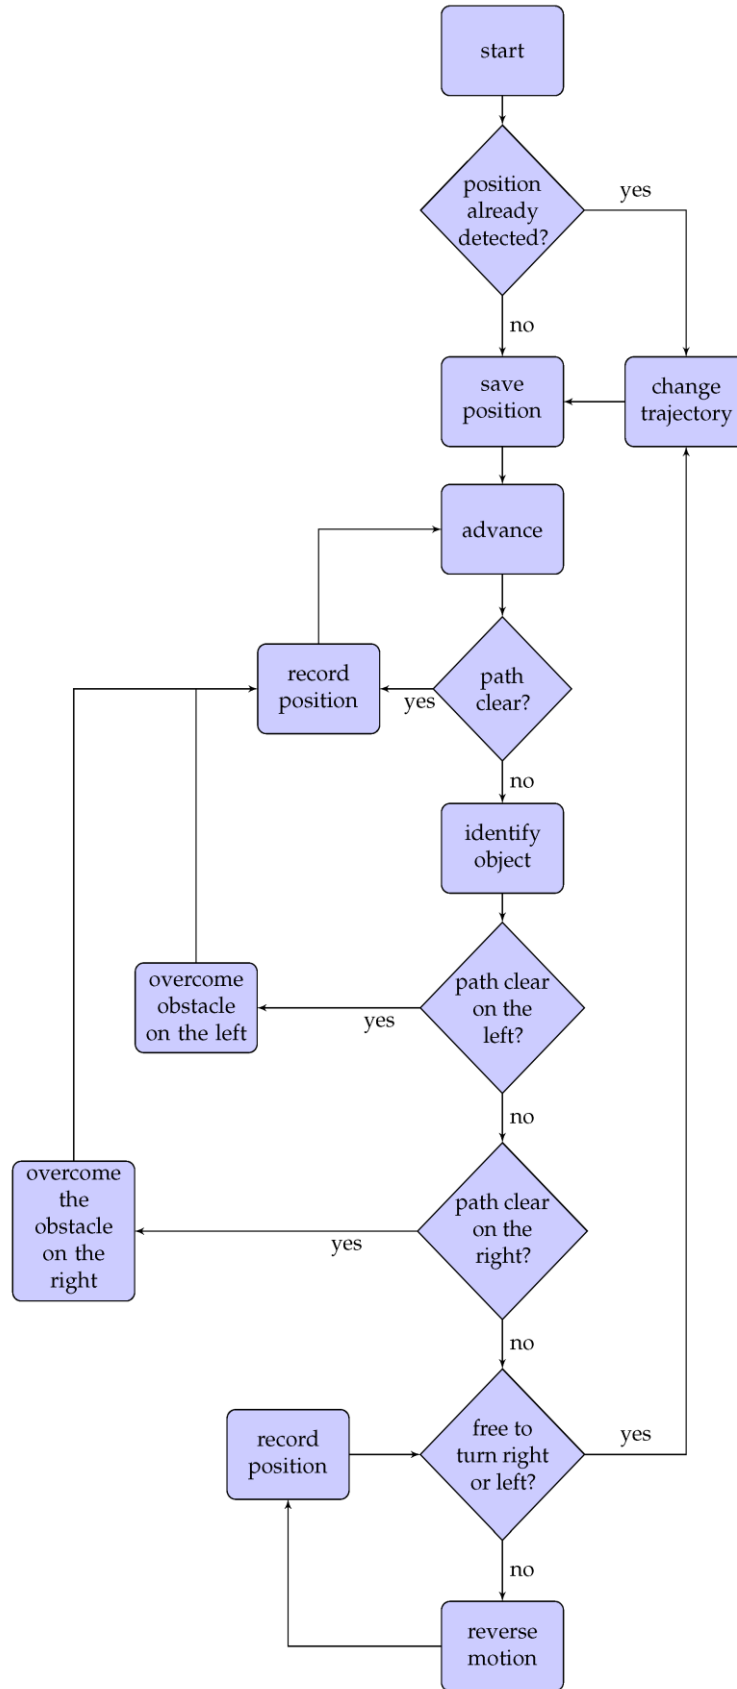 start
position
already
detected?
yes
no
save
position
change
trajectory
advance
record
position
path
clear?
yes
no
identify
object
overcome
obstacle
on the left
path clear
on the
left?
yes
no
overcome
the
obstacle
on the
right
path clear
on the
right?
yes
no
record
position
free to
turn right
or left?
yes
no
reverse
motion